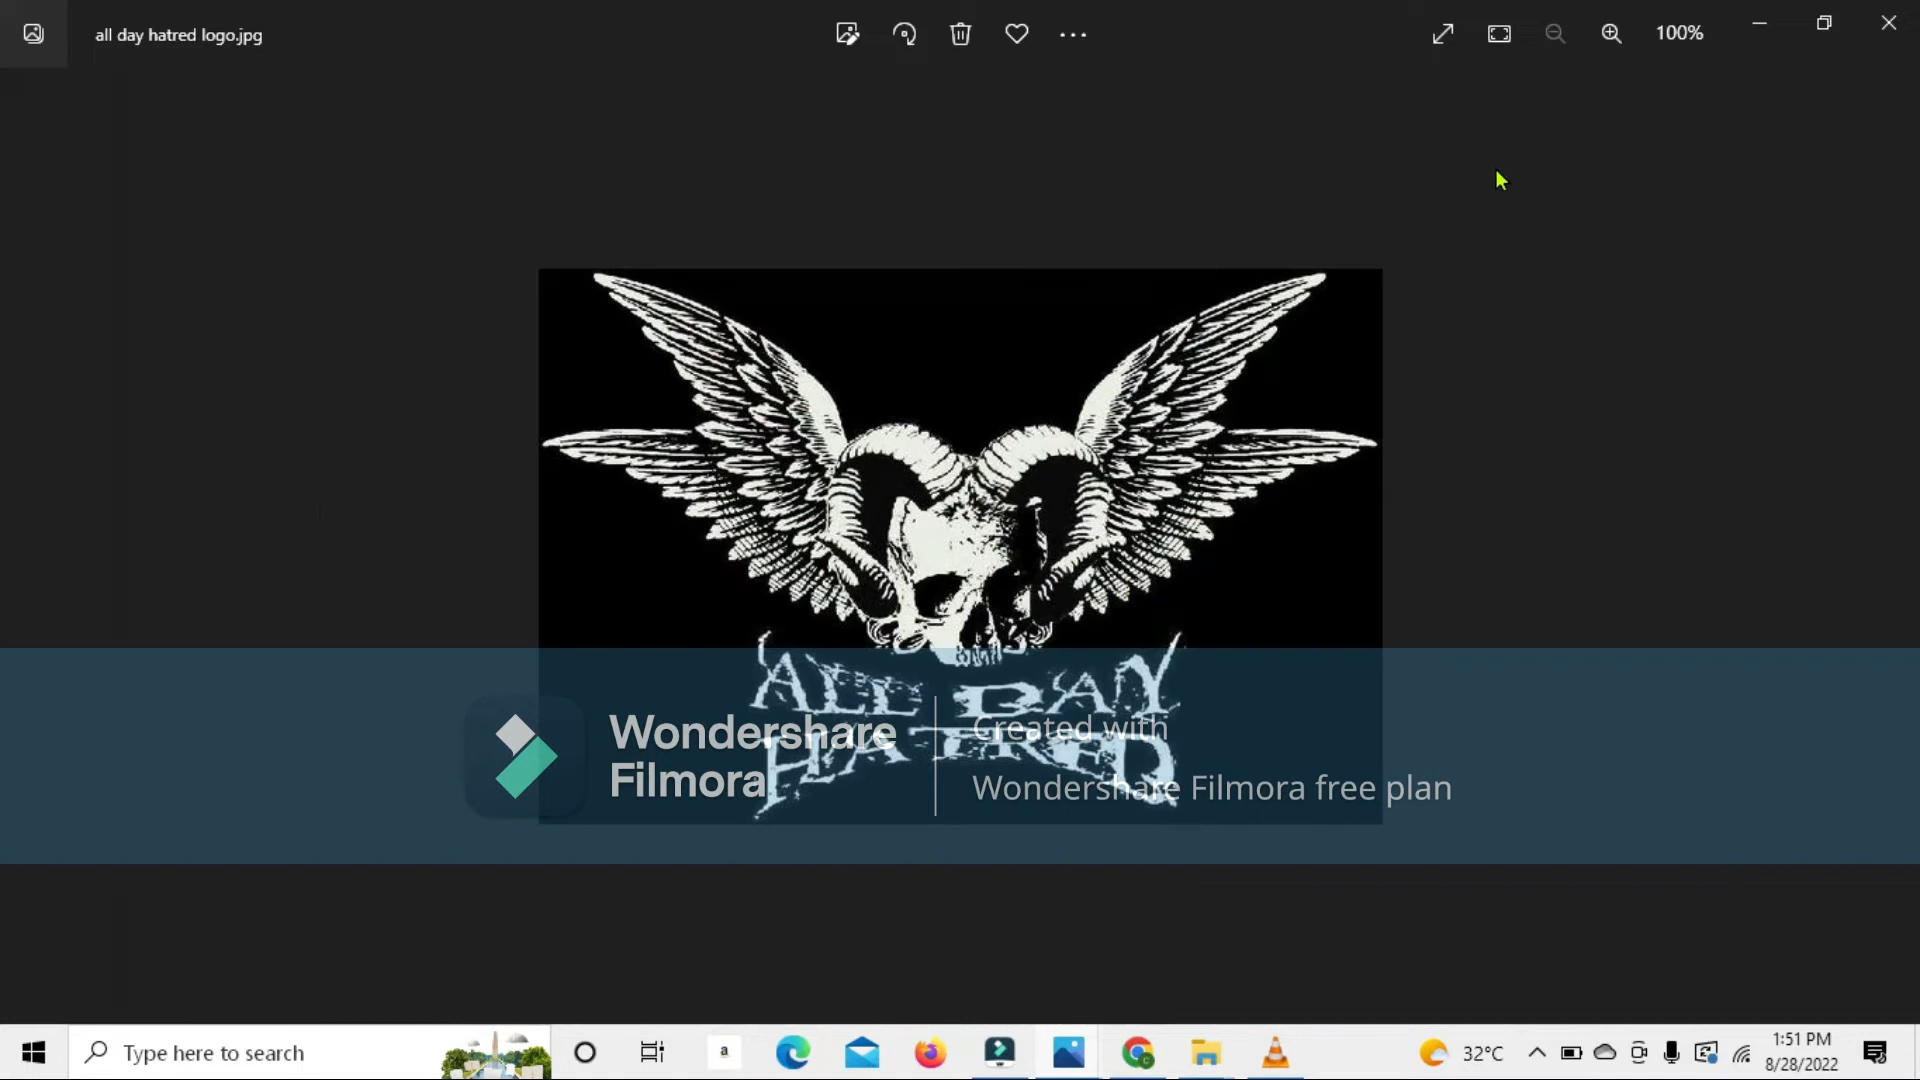 all day hatred logo.jpg
100%
ALL DAY
HATRED
Wondershare
Filmora
Created with
Wondershare Filmora free plan
Type here to search
a
32°C
1:51 PM
8/28/2022